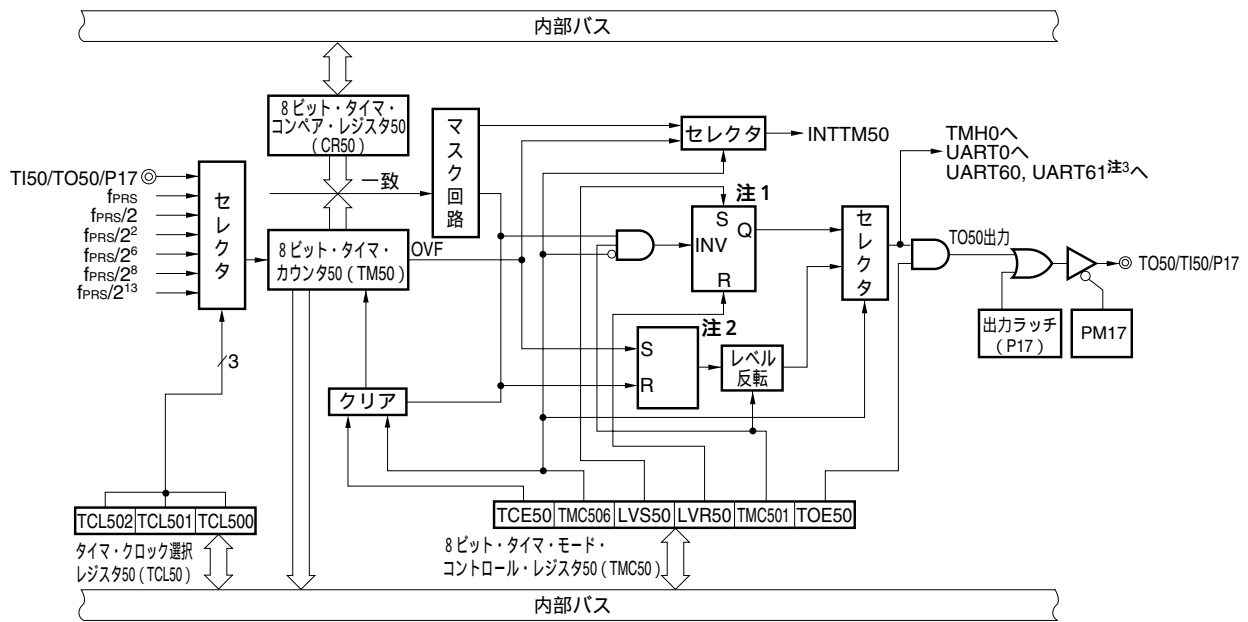 内部バス
8ビット・タイマ・
コンペア・レジスタ50
(CR50)
マスク回路
セレクタ
INTTM50
TMH0へ
UART0へ
UART60, UART61注3へ
TI50/TO50/P17
fPRS
fPRS/2
fPRS/2²
fPRS/2⁶
fPRS/2⁸
fPRS/2¹³
セレクタ
一致
8ビット・タイマ・
カウンタ50(TM50)
OVF
注1
S
INV
Q
R
セレクタ
TO50出力
TO50/TI50/P17
出力ラッチ
(P17)
PM17
注2
S
R
レベル
反転
3
クリア
TCL502 TCL501 TCL500
タイマ・クロック選択
レジスタ50(TCL50)
TCE50 TMC506 LVS50 LVR50 TMC501 TOE50
8ビット・タイマ・モード・
コントロール・レジスタ50(TMC50)
内部バス